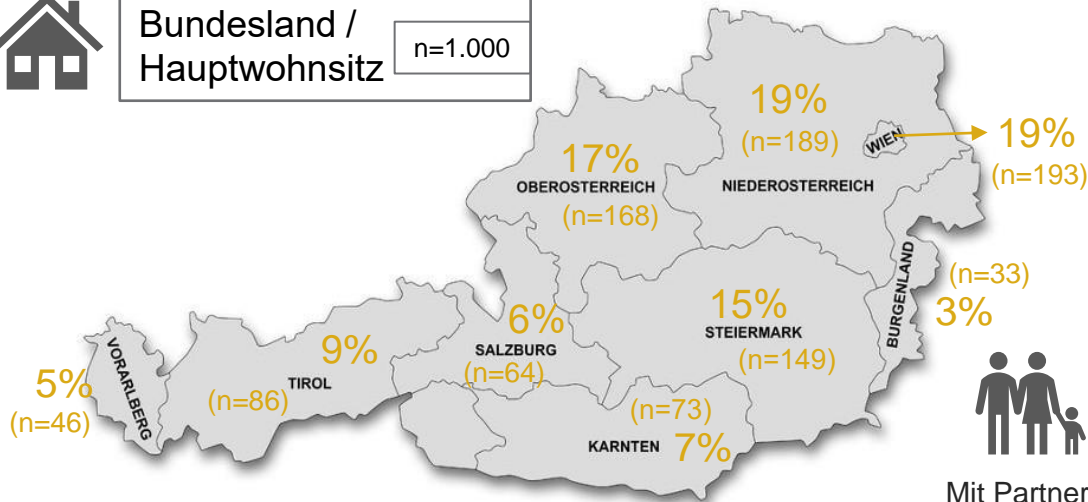 Bundesland /
Hauptwohnsitz
n=1.000
19%
(n=189)
WIEN
19%
(n=193)
17%
OBEROSTERREICH
(n=168)
NIEDEROSTERREICH
BURGENLAND
(n=33)
3%
15%
STEIERMARK
(n=149)
6%
SALZBURG
(n=64)
9%
TIROL
(n=86)
VORARLBERG
5%
(n=46)
(n=73)
KARNTEN
7%
Mit Partner